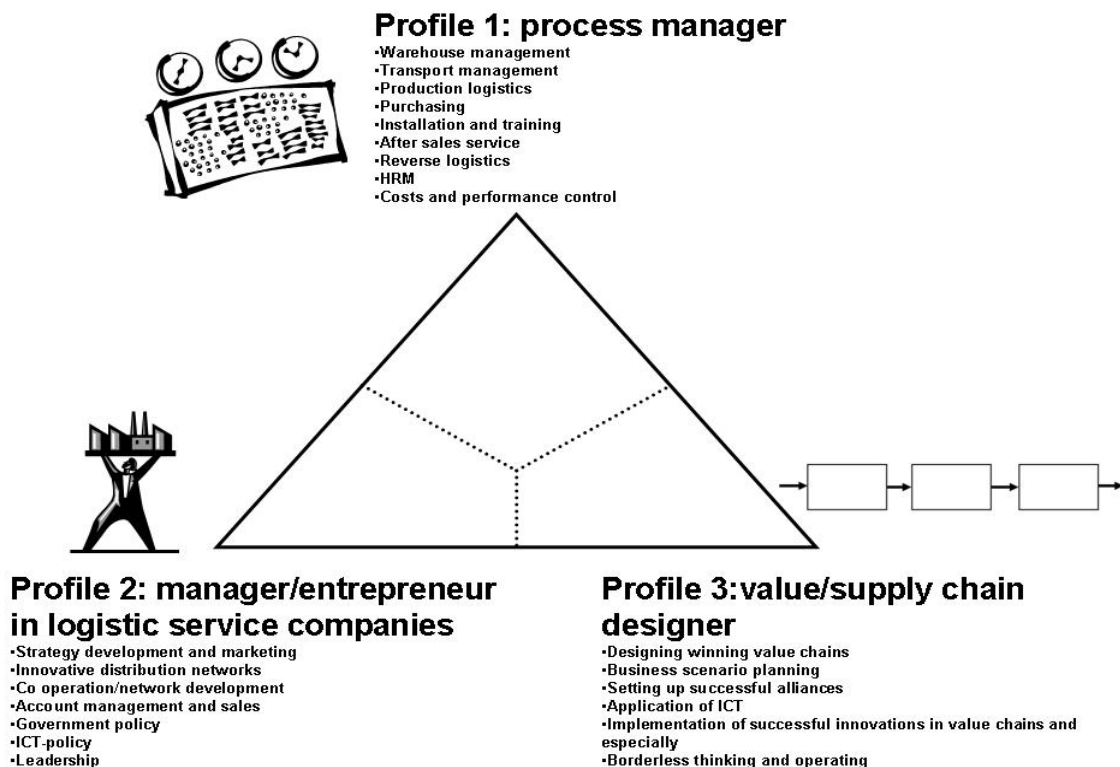 Profile 1: process manager
•Warehouse management
•Transport management
•Production logistics
•Purchasing
•Installation and training
•After sales service
•Reverse logistics
•HRM
•Costs and performance control
Profile 2: manager/entrepreneur
in logistic service companies
•Strategy development and marketing
•Innovative distribution networks
•Co operation/network development
•Account management and sales
•Government policy
•ICT-policy
•Leadership
Profile 3:value/supply chain
designer
•Designing winning value chains
•Business scenario planning
•Setting up successful alliances
•Application of ICT
•Implementation of successful innovations in value chains and
especially
•Borderless thinking and operating